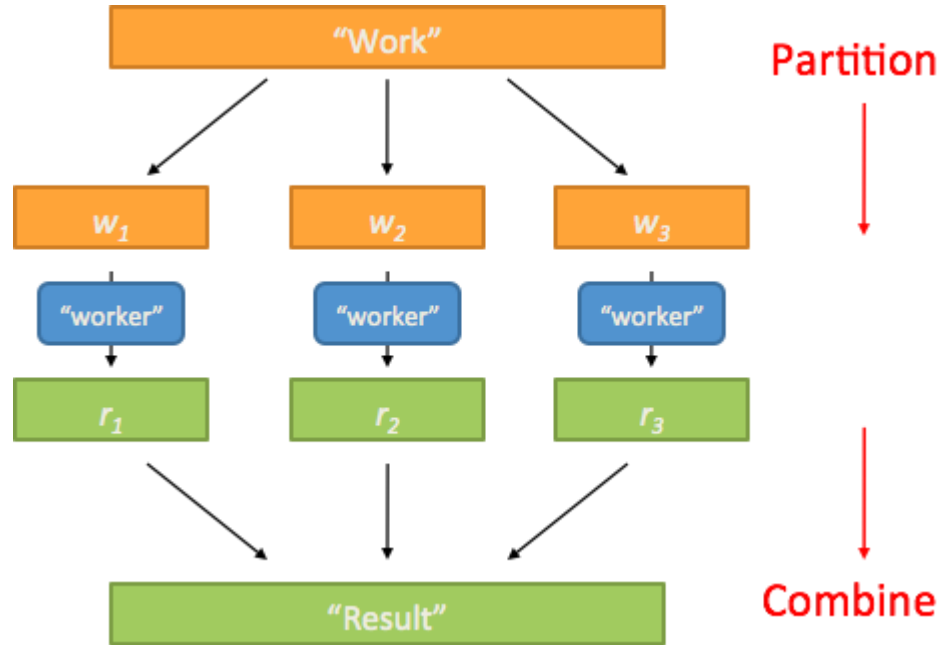 “Work”
Partition
w1 w2 w3
“worker” “worker” “worker”
r1 r2 r3
“Result”
Combine